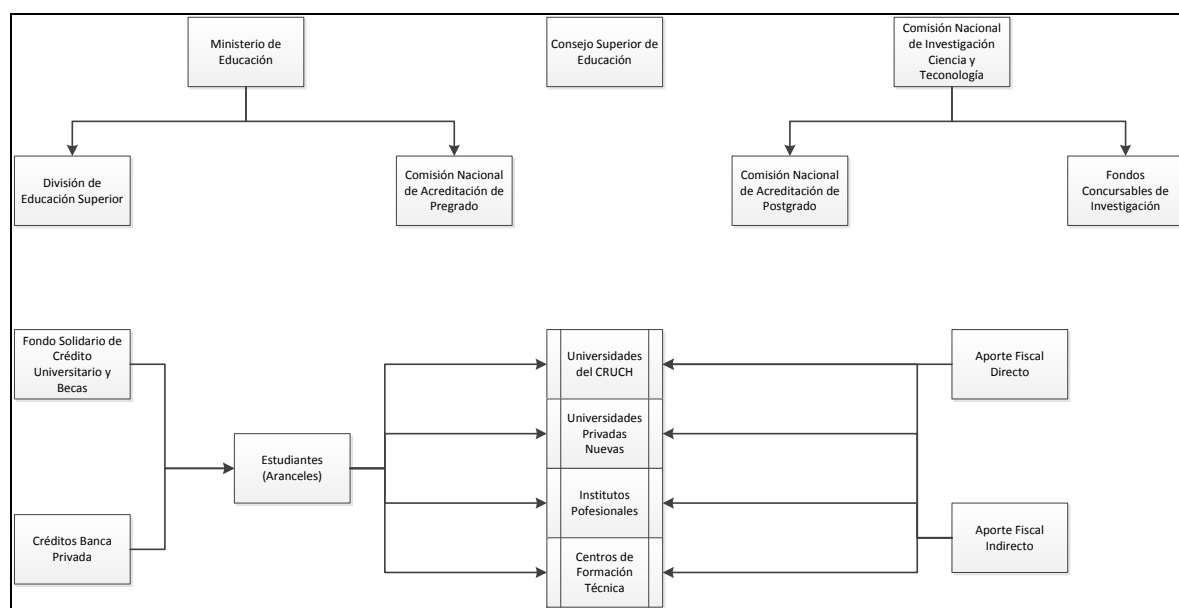 Ministerio de
Educación
Consejo Superior de
Educación
Comisión Nacional
de Investigación
Ciencia y
Teconología
División de
Educación Superior
Comisión Nacional
de Acreditación de
Pregrado
Comisión Nacional
de Acreditación de
Postgrado
Fondos
Concursables de
Investigación
Fondo Solidario de
Crédito
Universitario y
Becas
Universidades
del CRUCH
Aporte Fiscal
Directo
Universidades
Privadas
Nuevas
Estudiantes
(Aranceles)
Institutos
Pofesionales
Créditos Banca
Privada
Centros de
Formación
Técnica
Aporte Fiscal
Indirecto